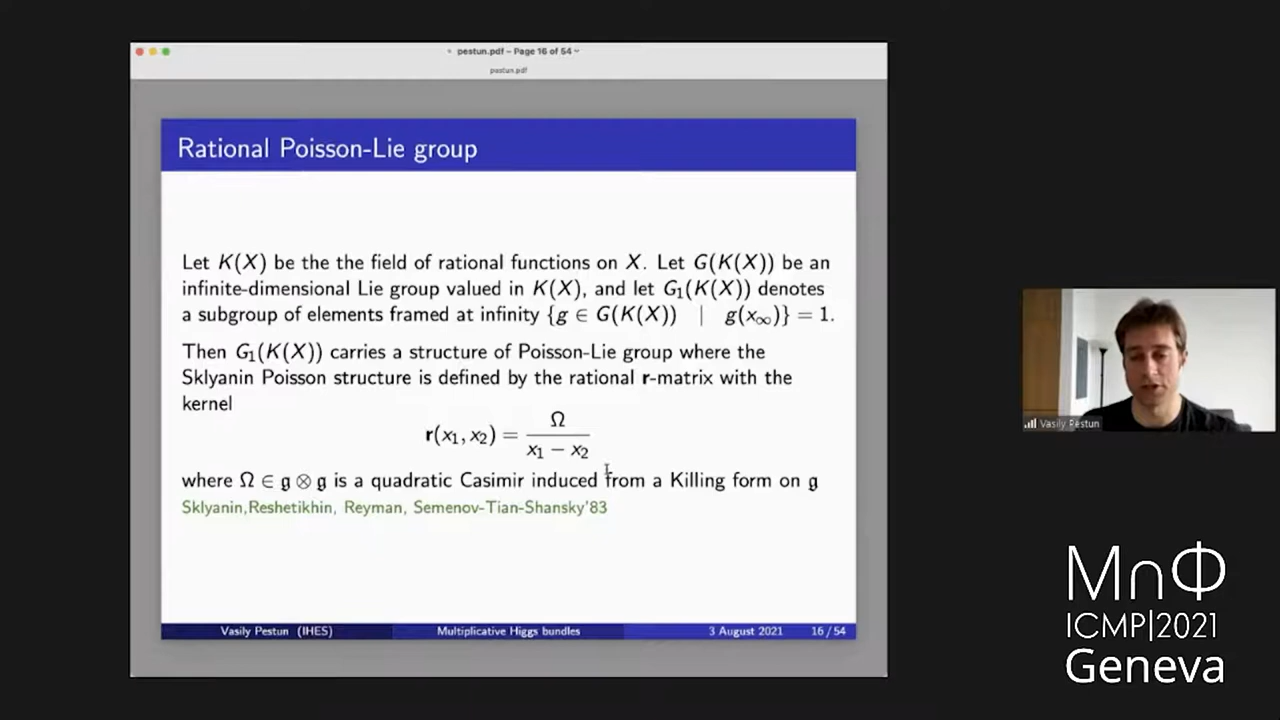 pestun.pdf – Page 16 of 54
pestun.pdf
Rational Poisson-Lie group
Let K(X) be the the field of rational functions on X. Let G(K(X)) be an
infinite-dimensional Lie group valued in K(X), and let G₁(K(X)) denotes
a subgroup of elements framed at infinity {g ∈ G(K(X)) | g(x∞)} = 1.
Then G₁(K(X)) carries a structure of Poisson-Lie group where the
Sklyanin Poisson structure is defined by the rational r-matrix with the
kernel
r(x₁, x₂) = Ω / (x₁ − x₂)
where Ω ∈ 𝔤 ⊗ 𝔤 is a quadratic Casimir induced from a Killing form on 𝔤
Sklyanin,Reshetikhin, Reyman, Semenov-Tian-Shansky'83
Vasily Pestun (IHES) Multiplicative Higgs bundles 3 August 2021 16 / 54
Vasily Pestun
M∩Φ
ICMP|2021
Geneva